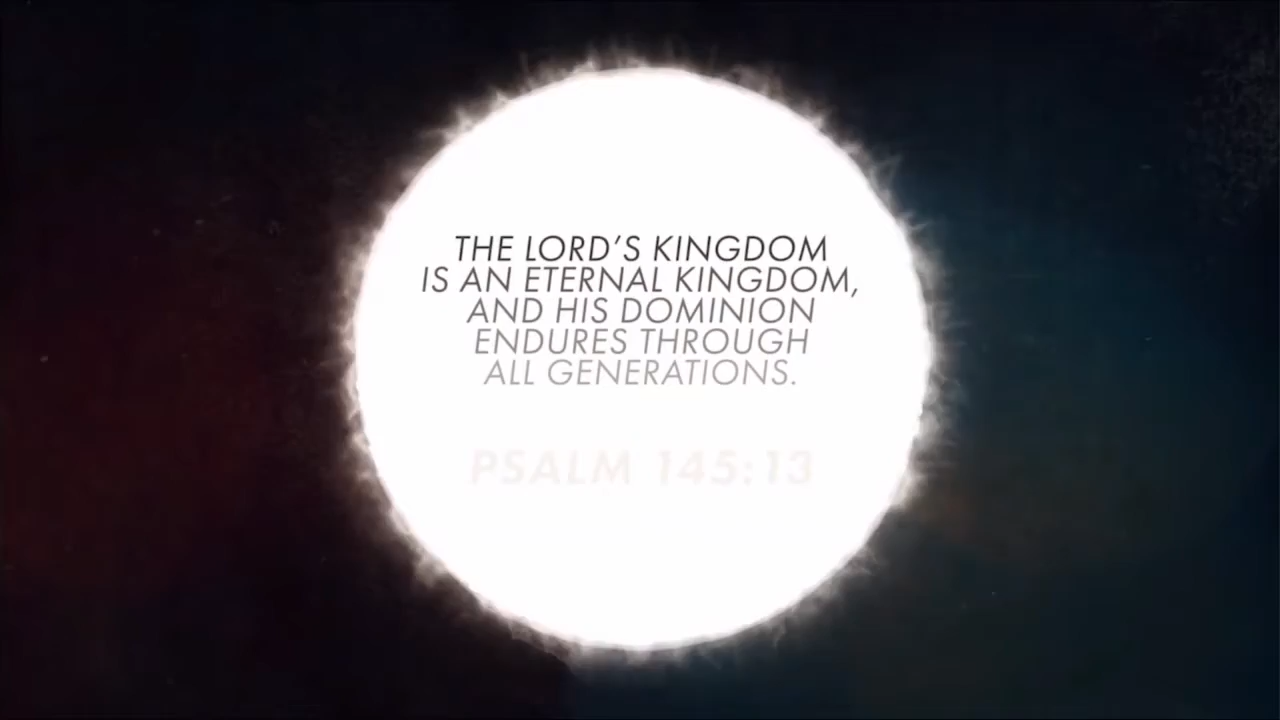 THE LORD’S KINGDOM
IS AN ETERNAL KINGDOM,
AND HIS DOMINION
ENDURES THROUGH
ALL GENERATIONS.
PSALM 145:13